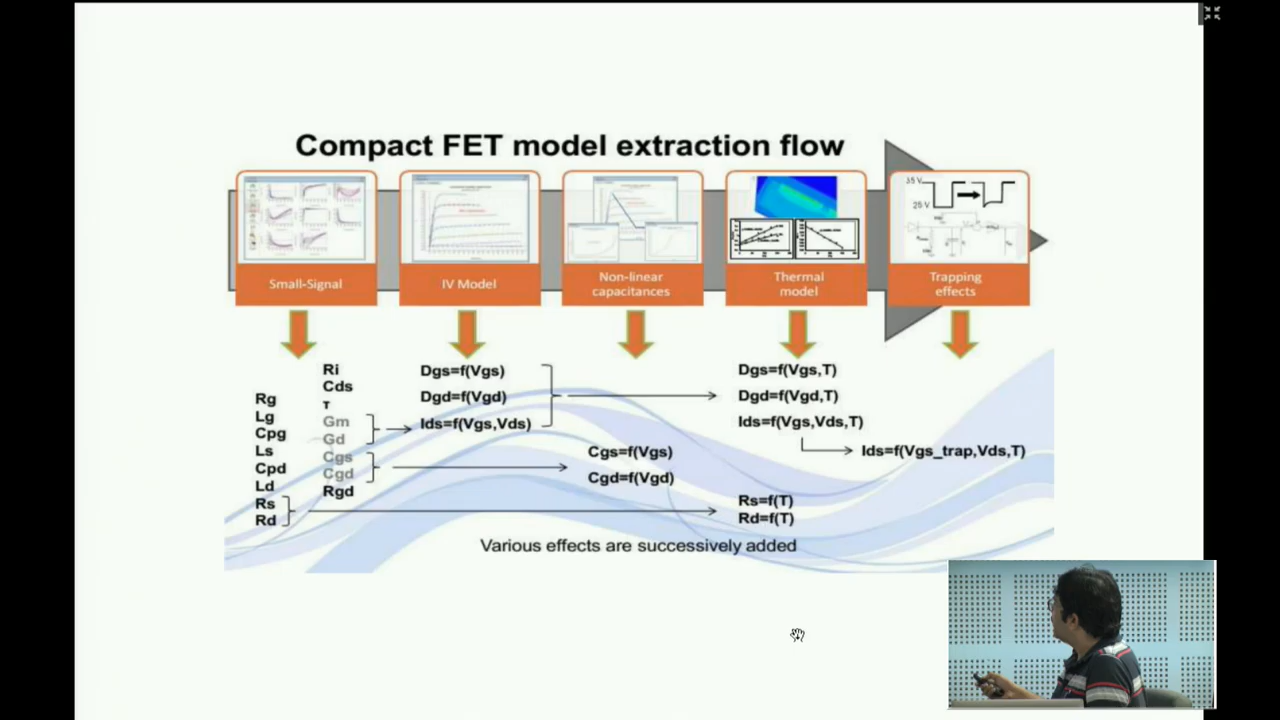 Compact FET model extraction flow
35 V
25 V
Small-Signal
IV Model
Non-linear
capacitances
Thermal
model
Trapping
effects
Rg
Lg
Cpg
Ls
Cpd
Ld
Rs
Rd
Ri
Cds
τ
Gm
Gd
Cgs
Cgd
Rgd
Dgs=f(Vgs)
Dgd=f(Vgd)
Ids=f(Vgs,Vds)
Cgs=f(Vgs)
Cgd=f(Vgd)
Dgs=f(Vgs,T)
Dgd=f(Vgd,T)
Ids=f(Vgs,Vds,T)
Ids=f(Vgs_trap,Vds,T)
Rs=f(T)
Rd=f(T)
Various effects are successively added